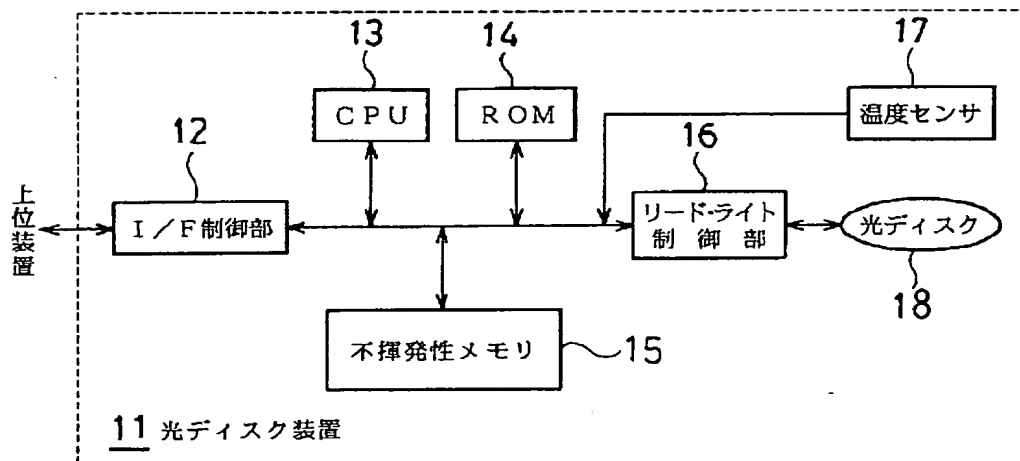 13
14
17
CPU
ROM
温度センサ
12
16
上位装置
I/F制御部
リード・ライト
制御部
光ディスク
18
不揮発性メモリ
15
11 光ディスク装置